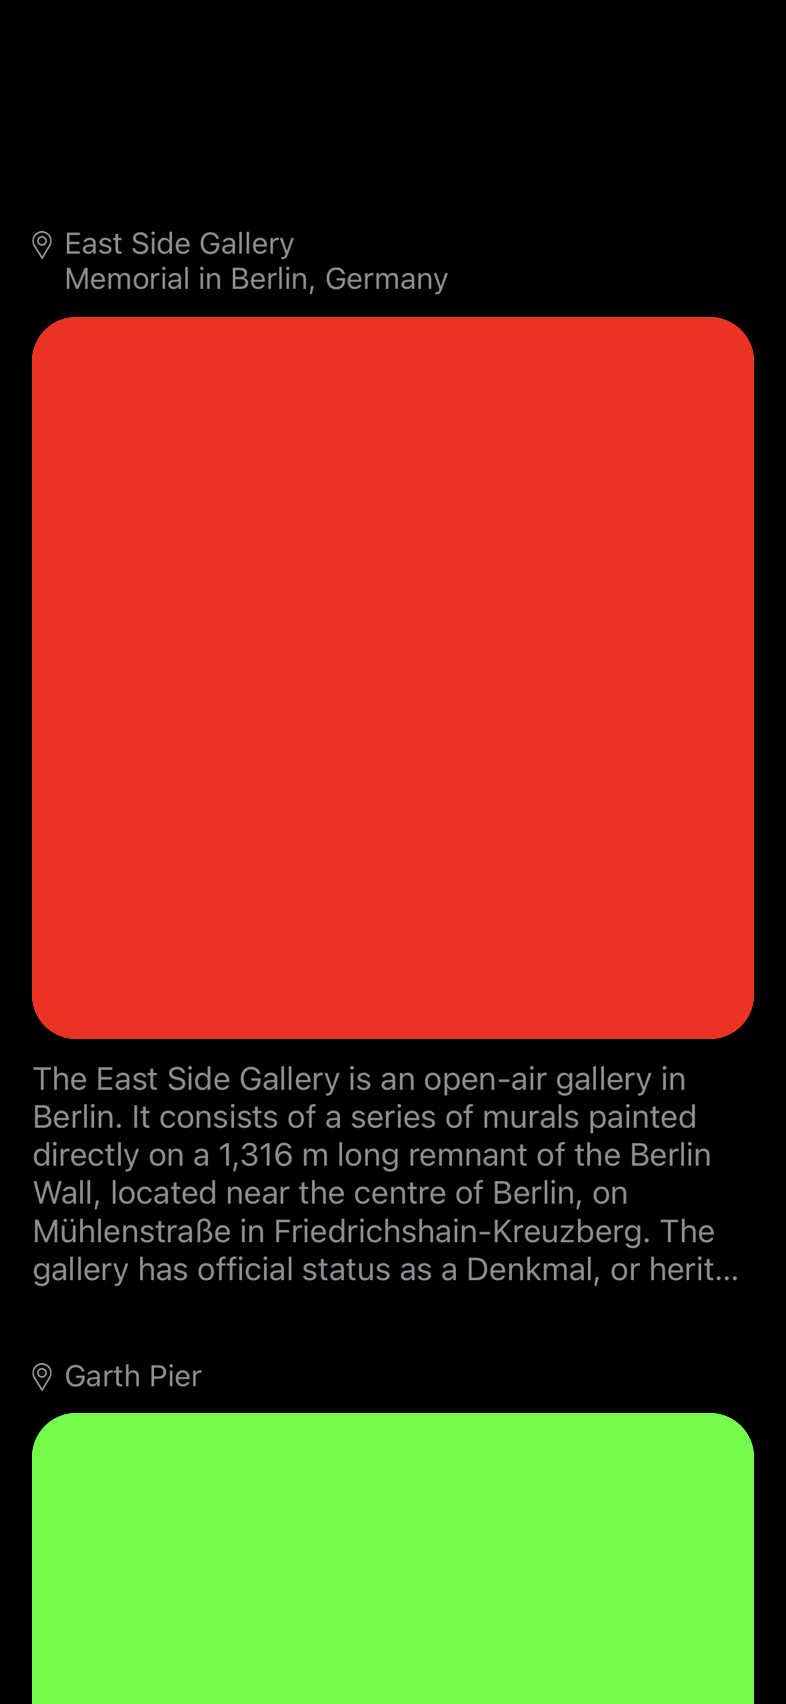 East Side Gallery
Memorial in Berlin, Germany
The East Side Gallery is an open-air gallery in
Berlin. It consists of a series of murals painted
directly on a 1,316 m long remnant of the Berlin
Wall, located near the centre of Berlin, on
Mühlenstraße in Friedrichshain-Kreuzberg. The
gallery has official status as a Denkmal, or herit...
Garth Pier